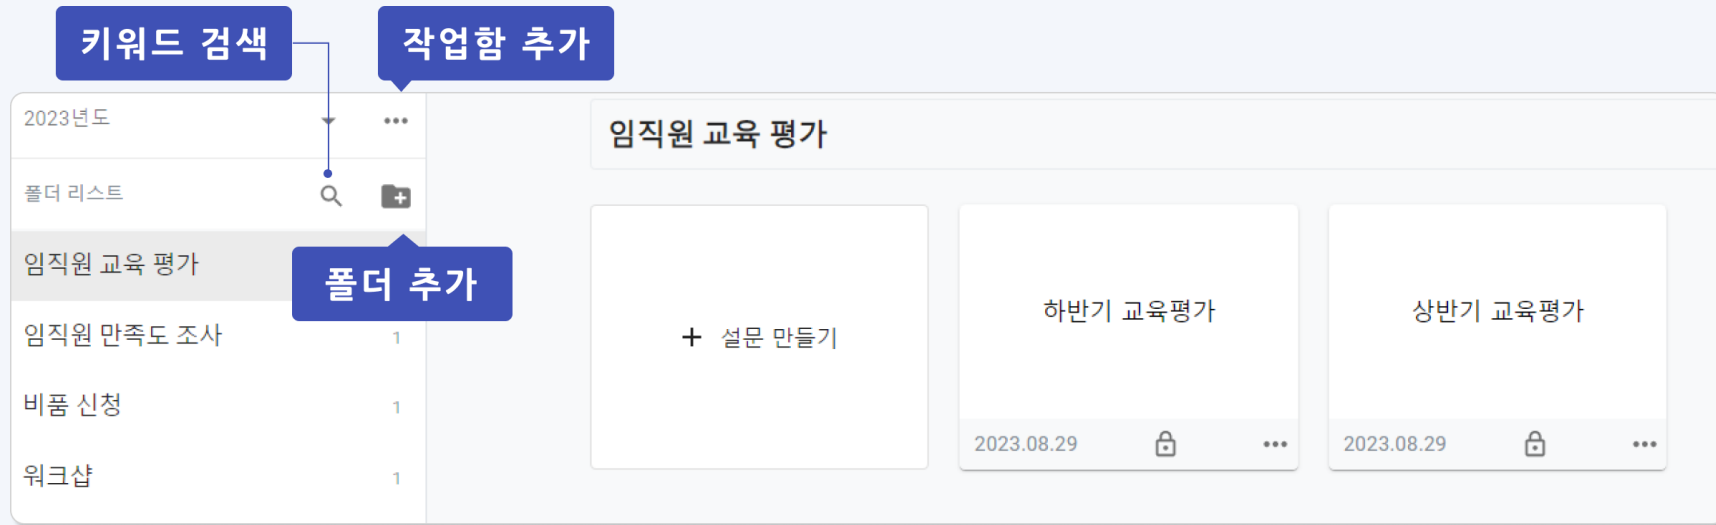 키워드 검색
작업함 추가
2023년도
폴더 리스트
임직원 교육 평가
폴더 추가
임직원 만족도 조사 1
비품 신청 1
워크샵 1
임직원 교육 평가
+ 설문 만들기
하반기 교육평가
2023.08.29
상반기 교육평가
2023.08.29